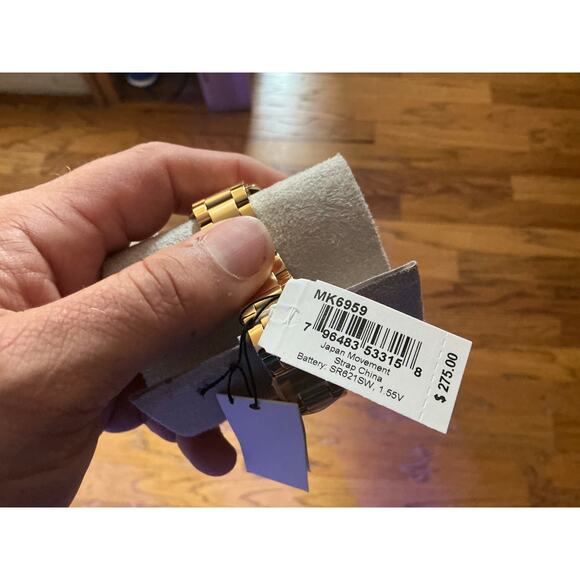 MK6959
7 96483 53315 8
Japan Movement
Strap China
Battery: SR621SW, 1.55V
$ 275.00